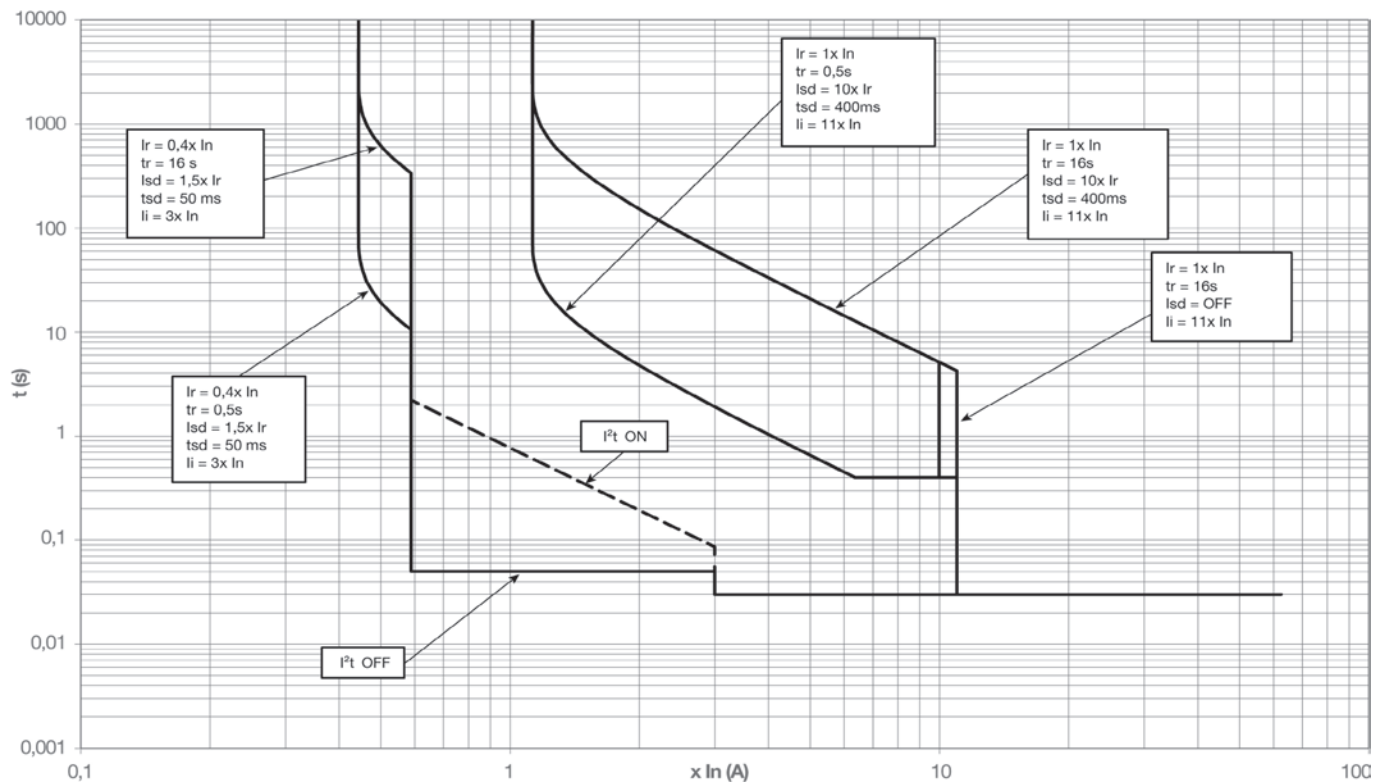 10000
1000
100
10
1
0,1
0,01
0,001
t (s)
Ir = 0,4x In
tr = 16 s
Isd = 1,5x Ir
tsd = 50 ms
Ii = 3x In
Ir = 0,4x In
tr = 0,5s
Isd = 1,5x Ir
tsd = 50 ms
Ii = 3x In
Ir = 1x In
tr = 0,5s
Isd = 10x Ir
tsd = 400ms
Ii = 11x In
Ir = 1x In
tr = 16s
Isd = 10x Ir
tsd = 400ms
Ii = 11x In
Ir = 1x In
tr = 16s
Isd = OFF
Ii = 11x In
I²t ON
I²t OFF
0,1
1
x In (A)
10
100